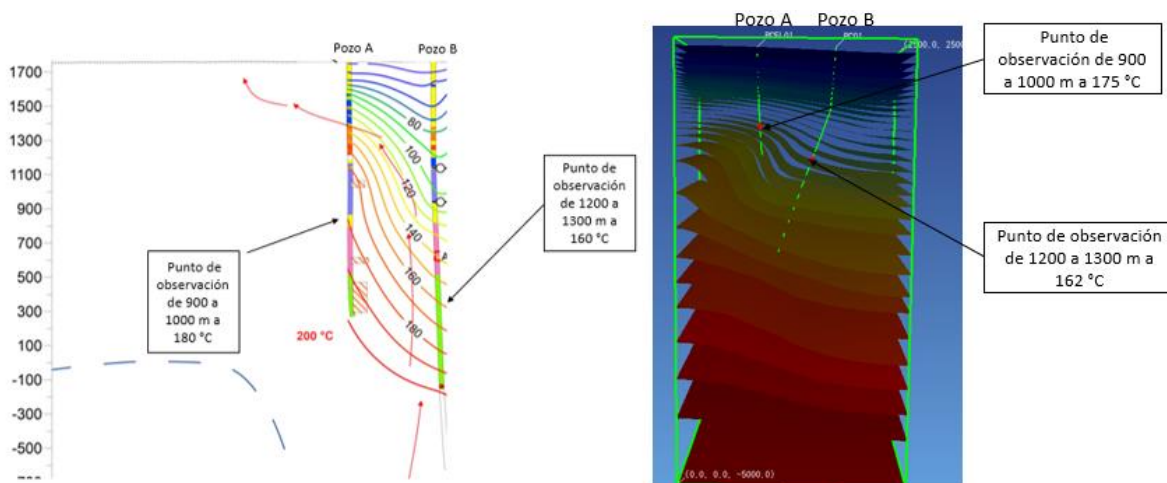 Pozo A
Pozo B
1700
1500
1300
1100
900
700
500
300
100
-100
-300
-500
80
100
120
140
160
180
200 °C
Punto de
observación
de 900 a
1000 m a
180 °C
Punto de
observación
de 1200 a
1300 m a
160 °C
Pozo A
Pozo B
(0.0, 0.0, -5000.0)
Punto de
observación de 900
a 1000 m a 175 °C
Punto de observación
de 1200 a 1300 m a
162 °C